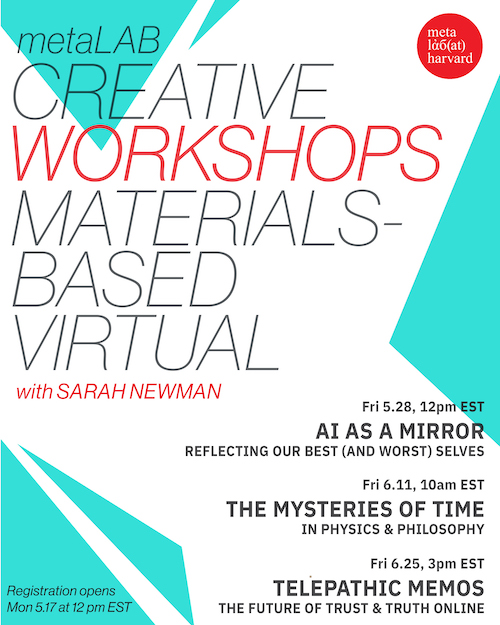 metaLAB
CREATIVE
WORKSHOPS
MATERIALS-
BASED
VIRTUAL
with SARAH NEWMAN
meta
lἀб(at)
harvard
Fri 5.28, 12pm EST
AI AS A MIRROR
REFLECTING OUR BEST (AND WORST) SELVES
Fri 6.11, 10am EST
THE MYSTERIES OF TIME
IN PHYSICS & PHILOSOPHY
Fri 6.25, 3pm EST
TELEPATHIC MEMOS
THE FUTURE OF TRUST & TRUTH ONLINE
Registration opens
Mon 5.17 at 12 pm EST